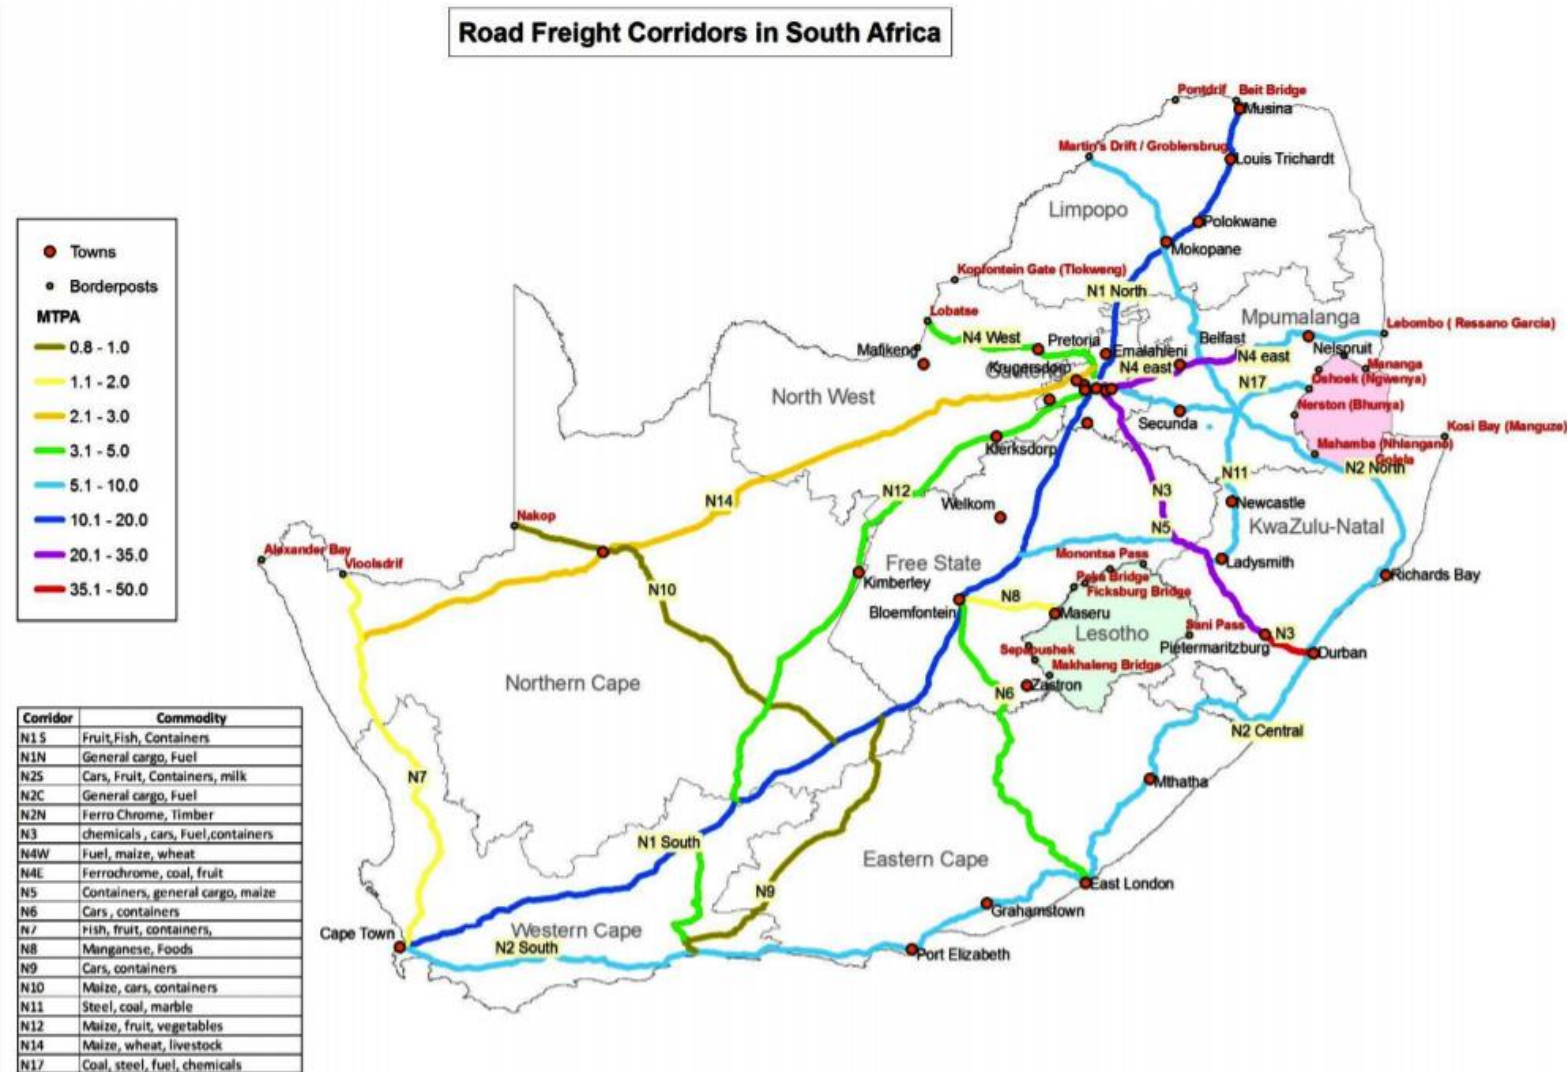 Road Freight Corridors in South Africa
Pontdrif
Beit Bridge
Musina
Martin's Drift / Groblersbrug
Louis Trichardt
Limpopo
Polokwane
Mokopane
Kopfontein Gate (Tlokweng)
N1 North
Lobatse
Mpumalanga
Lebombo ( Ressano Garcia)
N4 West
Pretoria
Belfast
Mafikeng
Emalahleni
N4 east
Nelspruit
Krugersdorp
Gauteng
N4 east
Mananga
N17
Oshoek (Ngwenya)
North West
Nerston (Bhunya)
Secunda
Kosi Bay (Manguze)
Klerksdorp
Mahamba (Nhlangano)
Golela
N2 North
N11
N12
N3
N14
Welkom
Newcastle
Nakop
N5
KwaZulu-Natal
Alexander Bay
Vioolsdrif
Free State
Monontsa Pass
Ladysmith
Kimberley
Peka Bridge
Richards Bay
N10
Ficksburg Bridge
N8
Bloemfontein
Maseru
Sani Pass
Lesotho
N3
Sepapushek
Pietermaritzburg
Durban
Makhaleng Bridge
Northern Cape
Zastron
N6
N2 Central
N7
Mthatha
N1 South
Eastern Cape
N9
East London
Grahamstown
Cape Town
Western Cape
N2 South
Port Elizabeth
Towns
Borderposts
MTPA
0.8 - 1.0
1.1 - 2.0
2.1 - 3.0
3.1 - 5.0
5.1 - 10.0
10.1 - 20.0
20.1 - 35.0
35.1 - 50.0
Corridor Commodity
N1S Fruit,Fish, Containers
N1N General cargo, Fuel
N2S Cars, Fruit, Containers, milk
N2C General cargo, Fuel
N2N Ferro Chrome, Timber
N3 chemicals , cars, Fuel,containers
N4W Fuel, maize, wheat
N4E Ferrochrome, coal, fruit
N5 Containers, general cargo, maize
N6 Cars , containers
N7 Fish, fruit, containers,
N8 Manganese, Foods
N9 Cars, containers
N10 Maize, cars, containers
N11 Steel, coal, marble
N12 Maize, fruit, vegetables
N14 Maize, wheat, livestock
N17 Coal, steel, fuel, chemicals